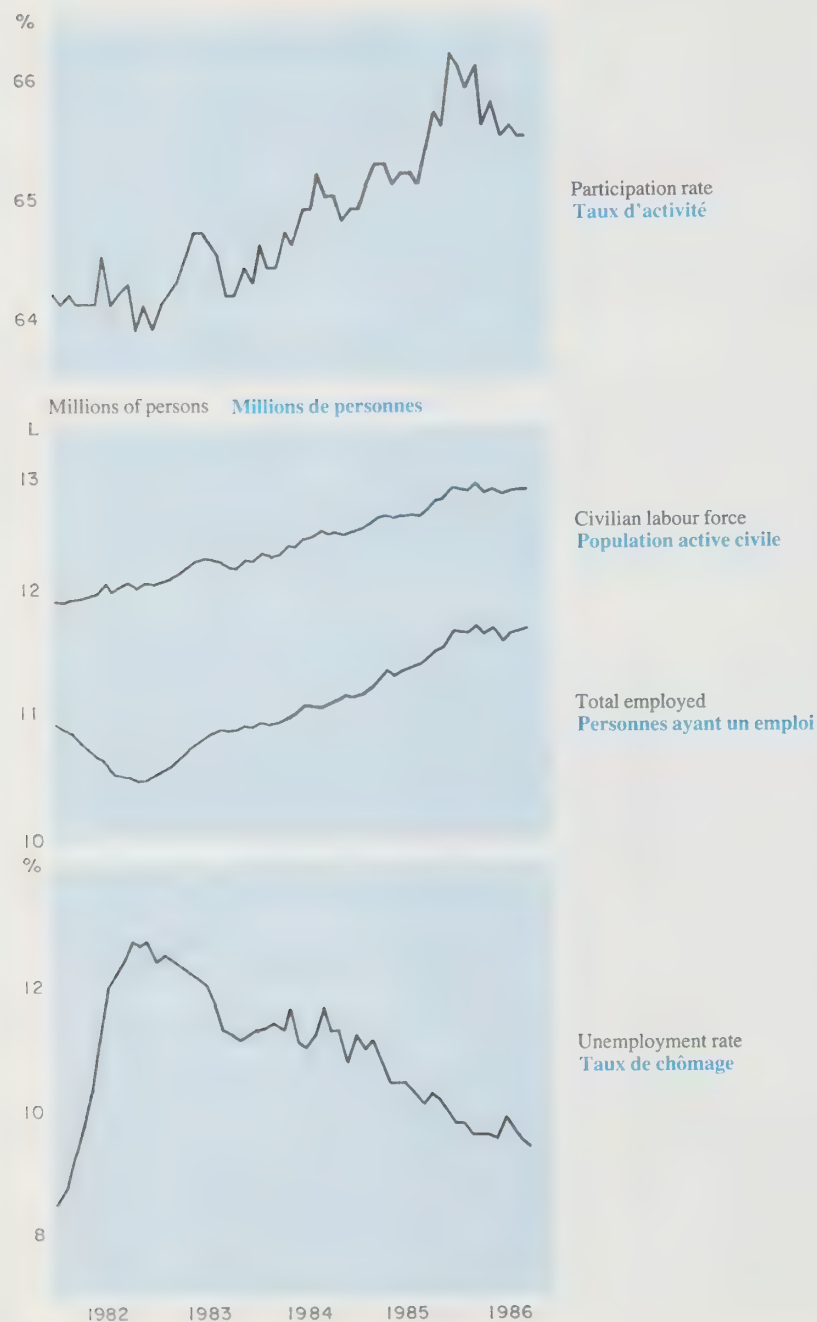 %
66
65
64
Participation rate
Taux d'activité
Millions of persons Millions de personnes
L
13
12
11
10
Civilian labour force
Population active civile
Total employed
Personnes ayant un emploi
%
12
10
8
Unemployment rate
Taux de chômage
1982 1983 1984 1985 1986